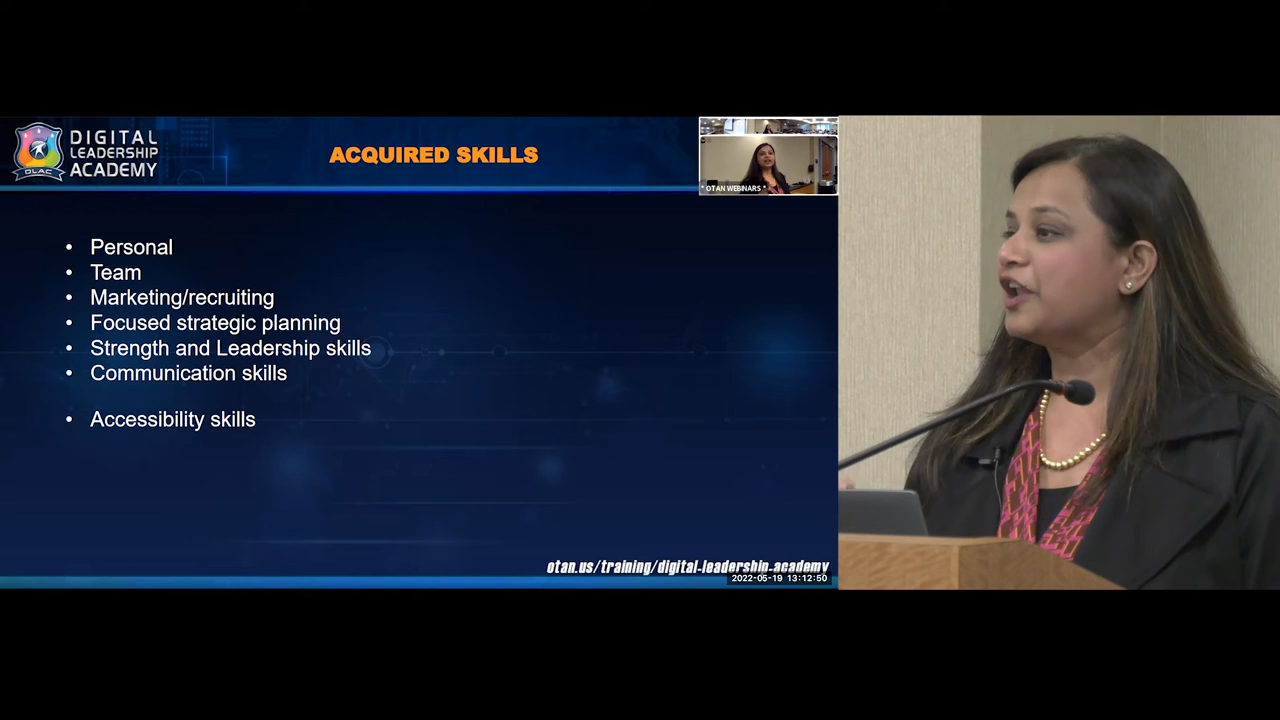 DIGITAL
LEADERSHIP
ACADEMY
DLAC
ACQUIRED SKILLS
* OTAN WEBINARS *
• Personal
• Team
• Marketing/recruiting
• Focused strategic planning
• Strength and Leadership skills
• Communication skills
• Accessibility skills
otan.us/training/digital-leadership-academy
2022-05-19 13:12:50